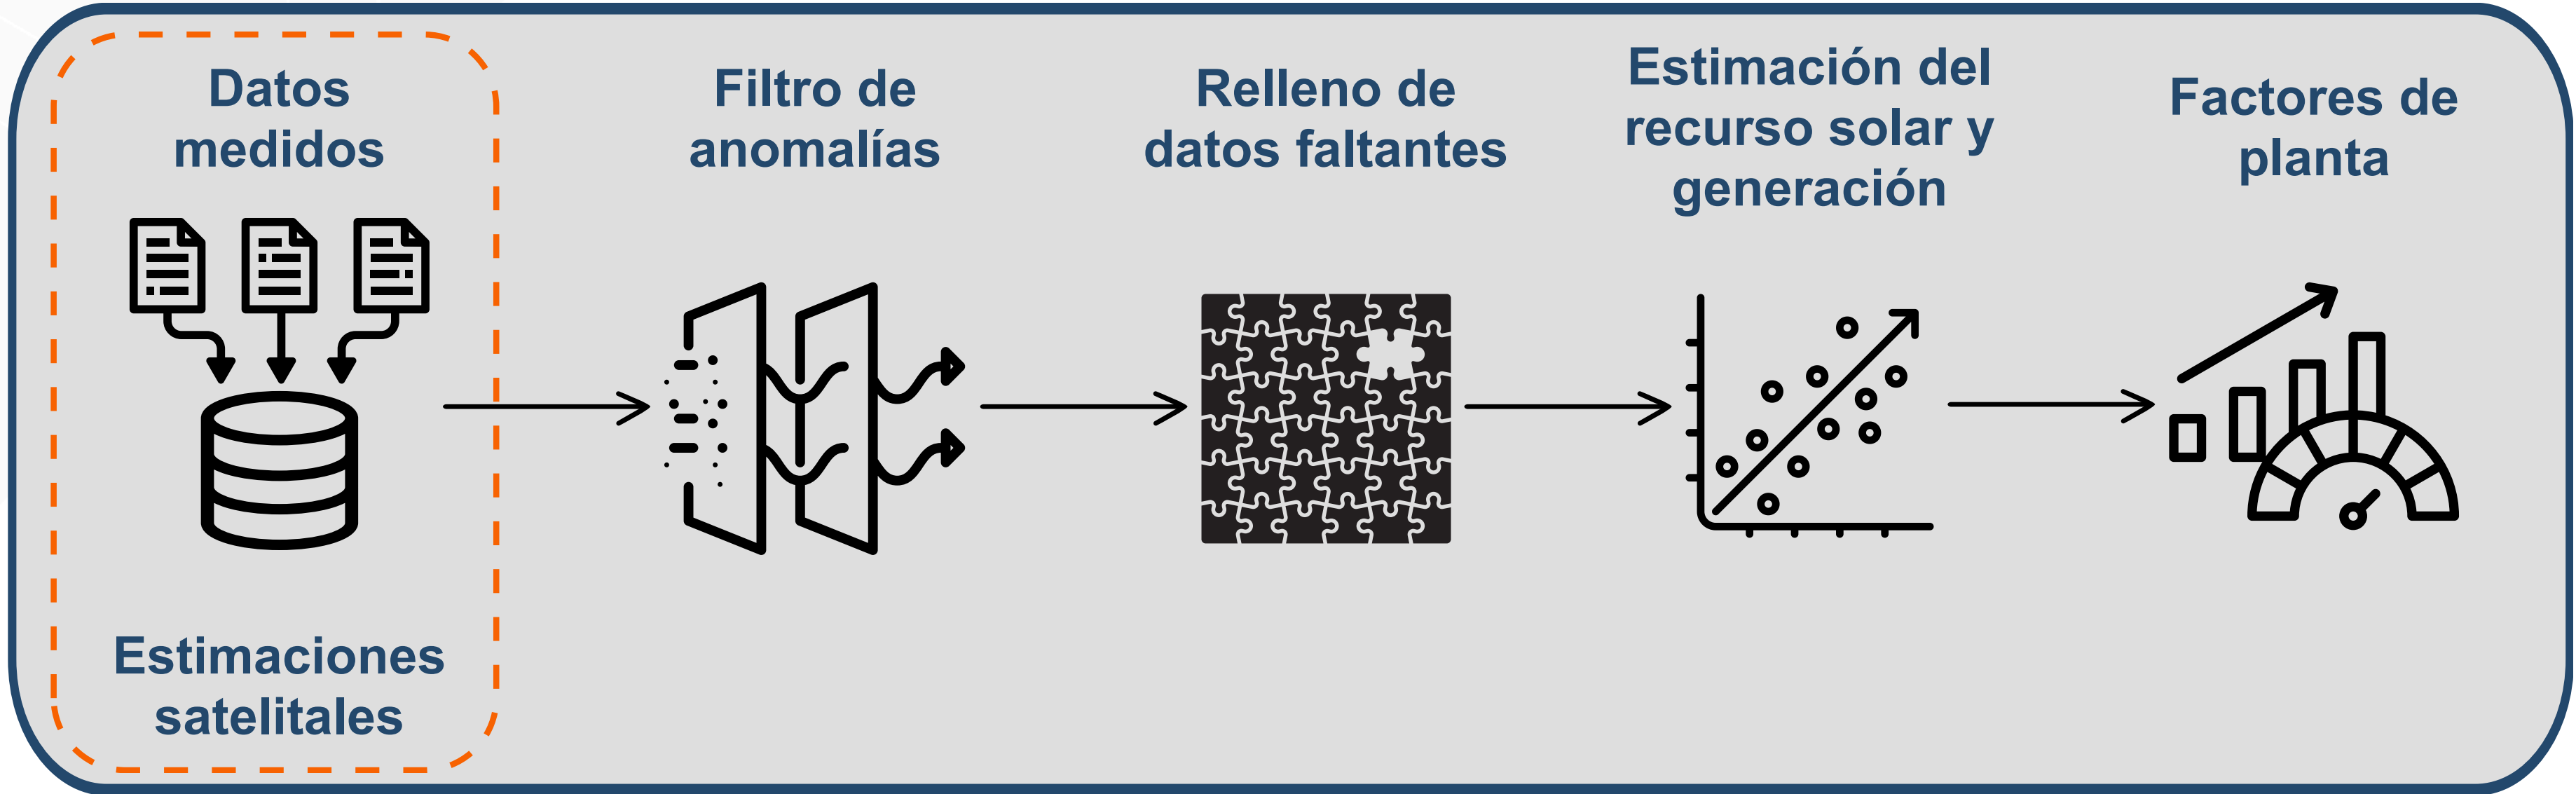 Datos
medidos
Estimaciones
satelitales
Filtro de
anomalías
Relleno de
datos faltantes
Estimación del
recurso solar y
generación
Factores de
planta